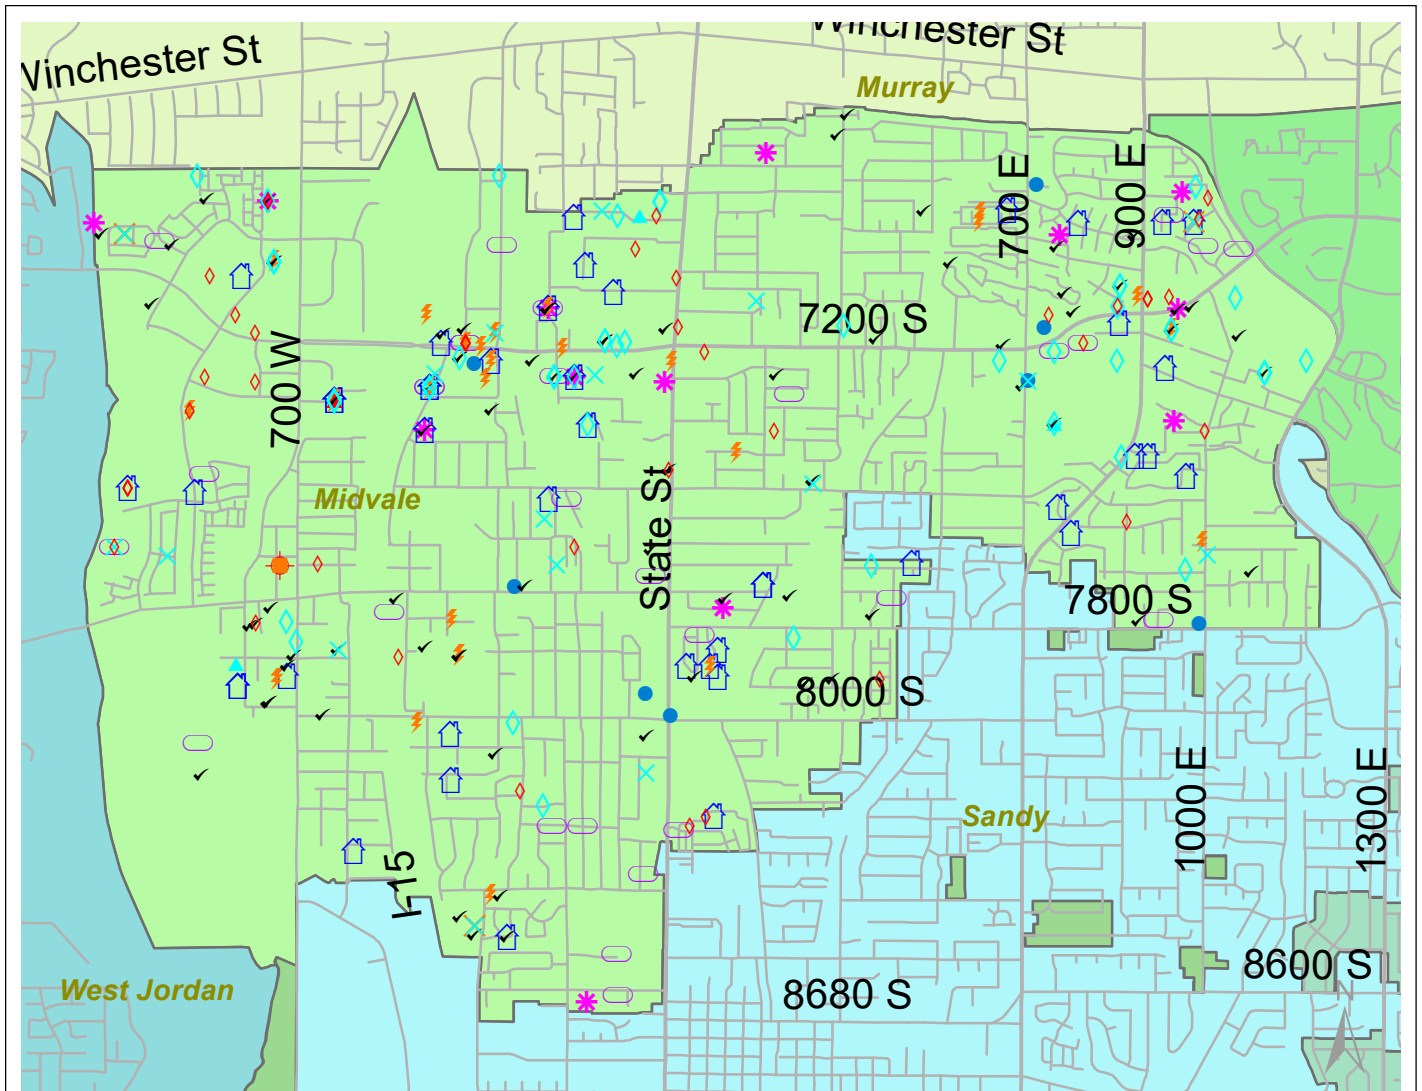 Winchester St
Winchester St
Murray
700 E
900 E
7200 S
700 W
Midvale
State St
7800 S
8000 S
Sandy
1000 E
1300 E
I-15
West Jordan
8680 S
8600 S